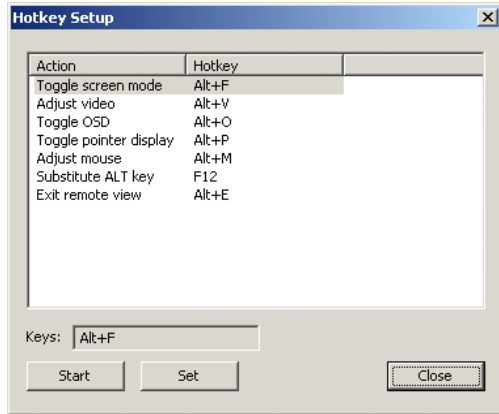 Hotkey Setup
Action Hotkey
Toggle screen mode Alt+F
Adjust video Alt+V
Toggle OSD Alt+O
Toggle pointer display Alt+P
Adjust mouse Alt+M
Substitute ALT key F12
Exit remote view Alt+E
Keys: Alt+F
Start Set Close